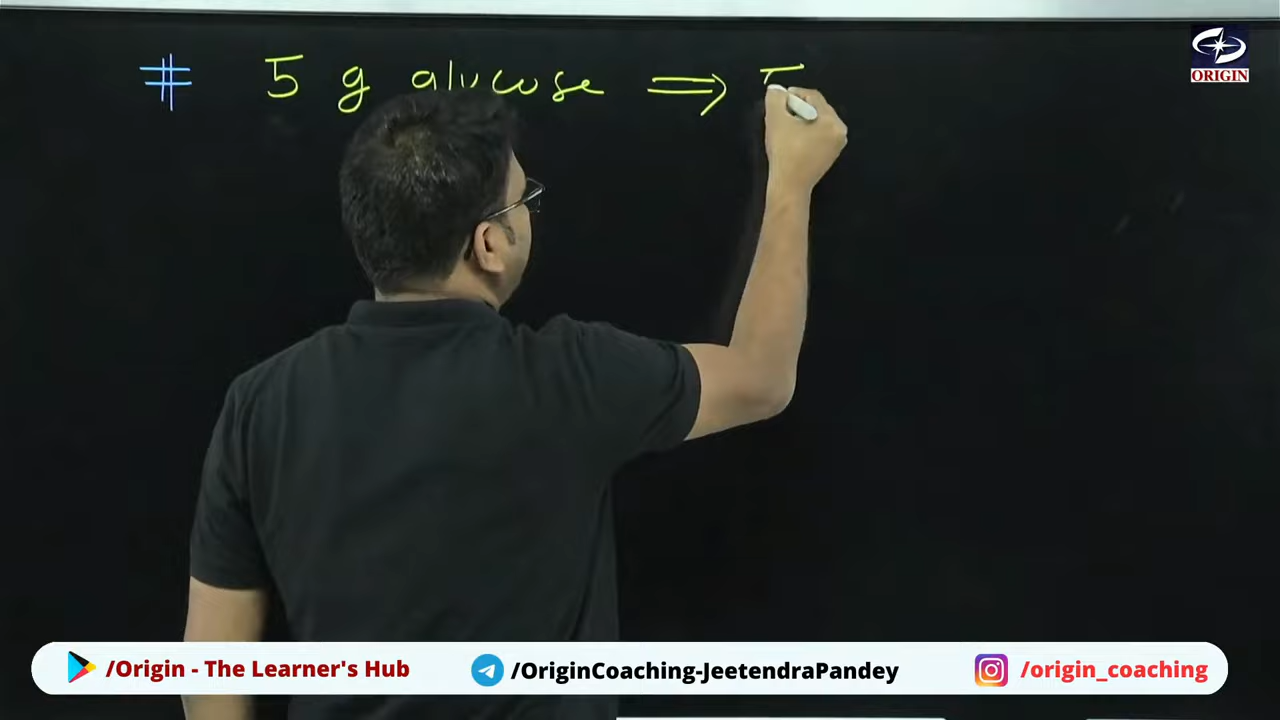 # 5 g glucose ⇒
ORIGIN
/Origin - The Learner's Hub
/OriginCoaching-JeetendraPandey
/origin_coaching